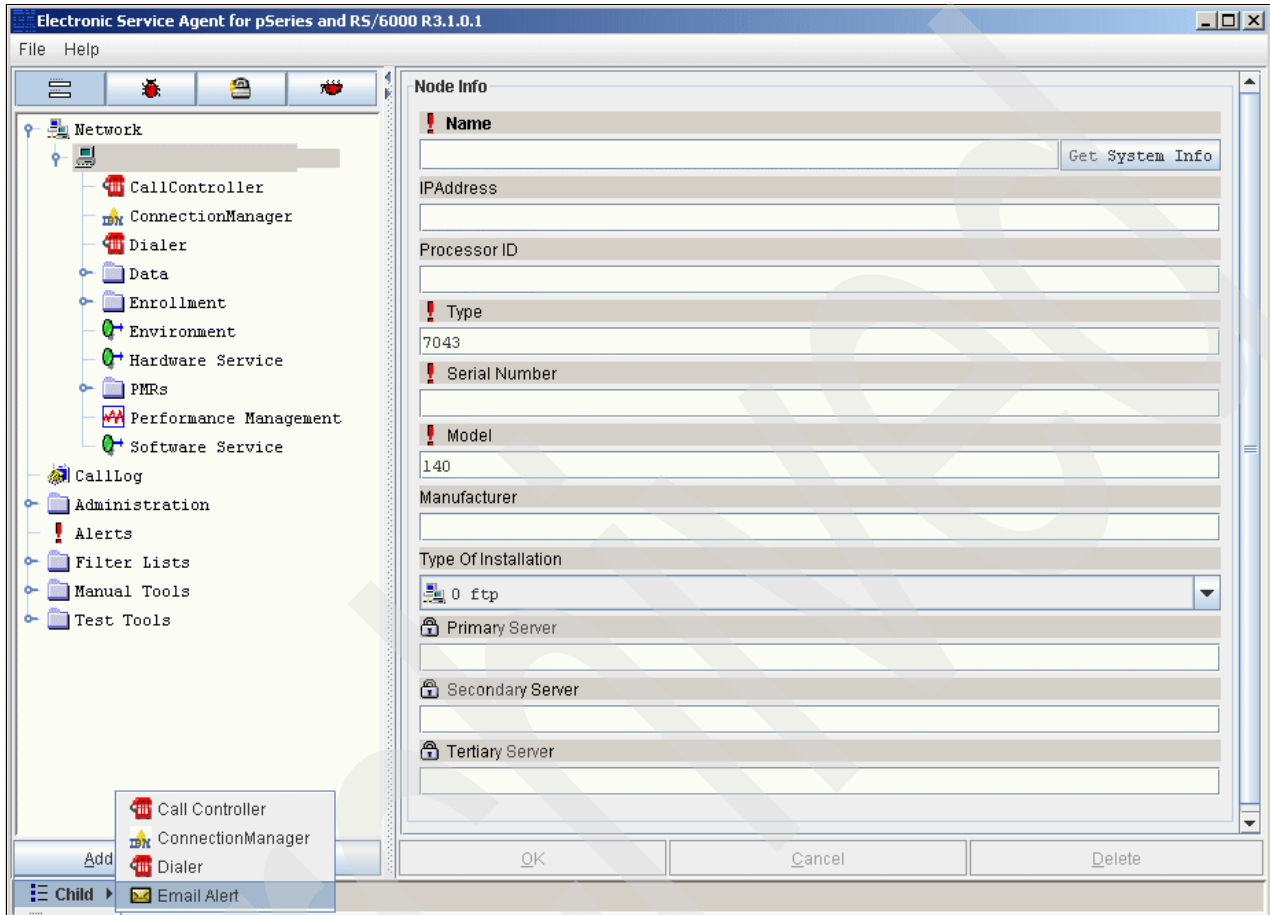 Electronic Service Agent for pSeries and RS/6000 R3.1.0.1
File Help
Network
CallController
ConnectionManager
Dialer
Data
Enrollment
Environment
Hardware Service
PMRs
Performance Management
Software Service
CallLog
Administration
Alerts
Filter Lists
Manual Tools
Test Tools
Add
Child
Call Controller
ConnectionManager
Dialer
Email Alert
Node Info
Name
Get System Info
IPAddress
Processor ID
Type
7043
Serial Number
Model
140
Manufacturer
Type Of Installation
0 ftp
Primary Server
Secondary Server
Tertiary Server
OK Cancel Delete